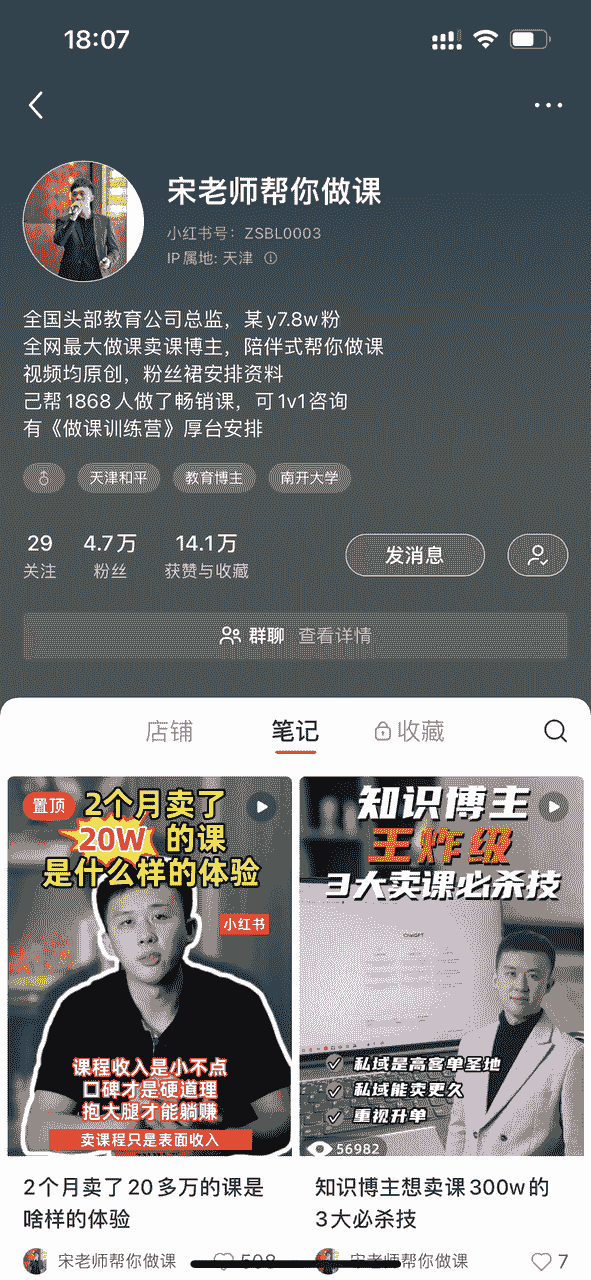 18:07
宋老师帮你做课
小红书号：ZSBL0003
IP属地: 天津
全国头部教育公司总监，某y7.8w粉
全网最大做课卖课博主，陪伴式帮你做课
视频均原创，粉丝裙安排资料
己帮1868人做了畅销课，可1v1咨询
有《做课训练营》厚台安排
天津和平 教育博主 南开大学
29 4.7万 14.1万
关注 粉丝 获赞与收藏
发消息
群聊 查看详情
店铺 笔记 收藏
置顶
2个月卖了
20W 的课
是什么样的体验
小红书
课程收入是小不点
口碑才是硬道理
抱大腿才能躺赚
卖课程只是表面收入
2个月卖了20多万的课是
啥样的体验
宋老师帮你做课 508
知识博主
王炸级
3大卖课必杀技
ChatGPT
私域是高客单圣地
私域能卖更久
重视升单
56982
知识博主想卖课300w的
3大必杀技
宋老师帮你做课 7